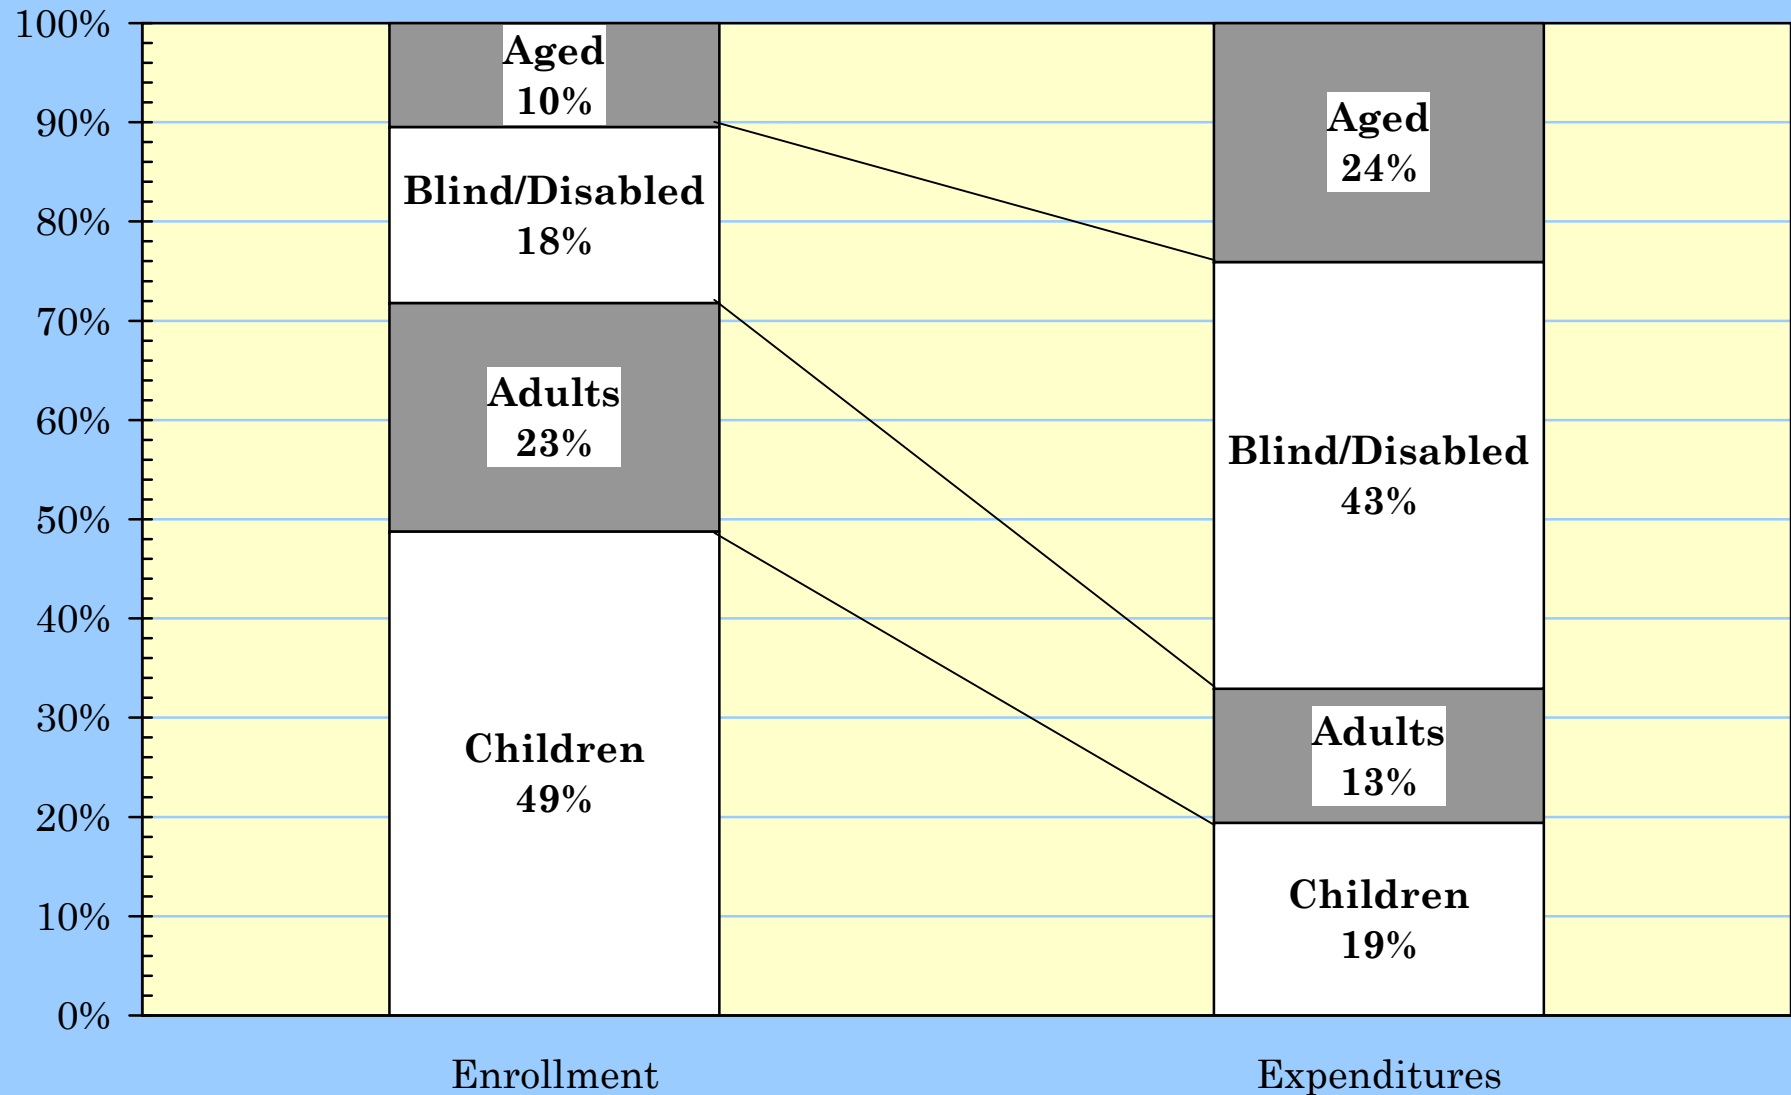 100%
90%
80%
70%
60%
50%
40%
30%
20%
10%
0%
Aged
10%
Blind/Disabled
18%
Adults
23%
Children
49%
Aged
24%
Blind/Disabled
43%
Adults
13%
Children
19%
Enrollment
Expenditures